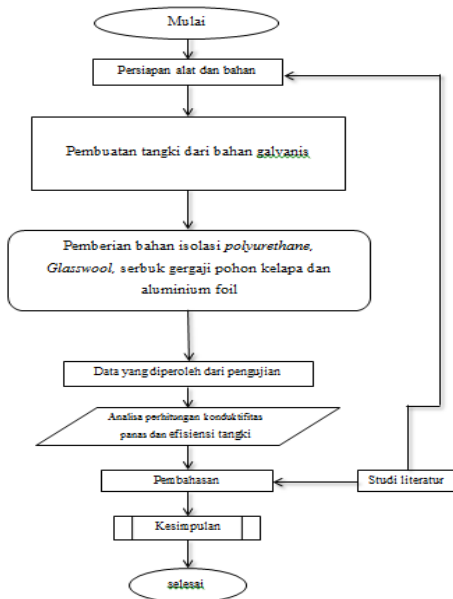 Mulai
Persiapan alat dan bahan
Pembuatan tangki dari bahan galvanis
Pemberian bahan isolasi polyurethane,
Glasswool, serbuk gergaji pohon kelapa dan
aluminium foil
Data yang diperoleh dari pengujian
Analisa perhitungan konduktifitas
panas dan efisiensi tangki
Pembahasan
Studi literatur
Kesimpulan
selesai